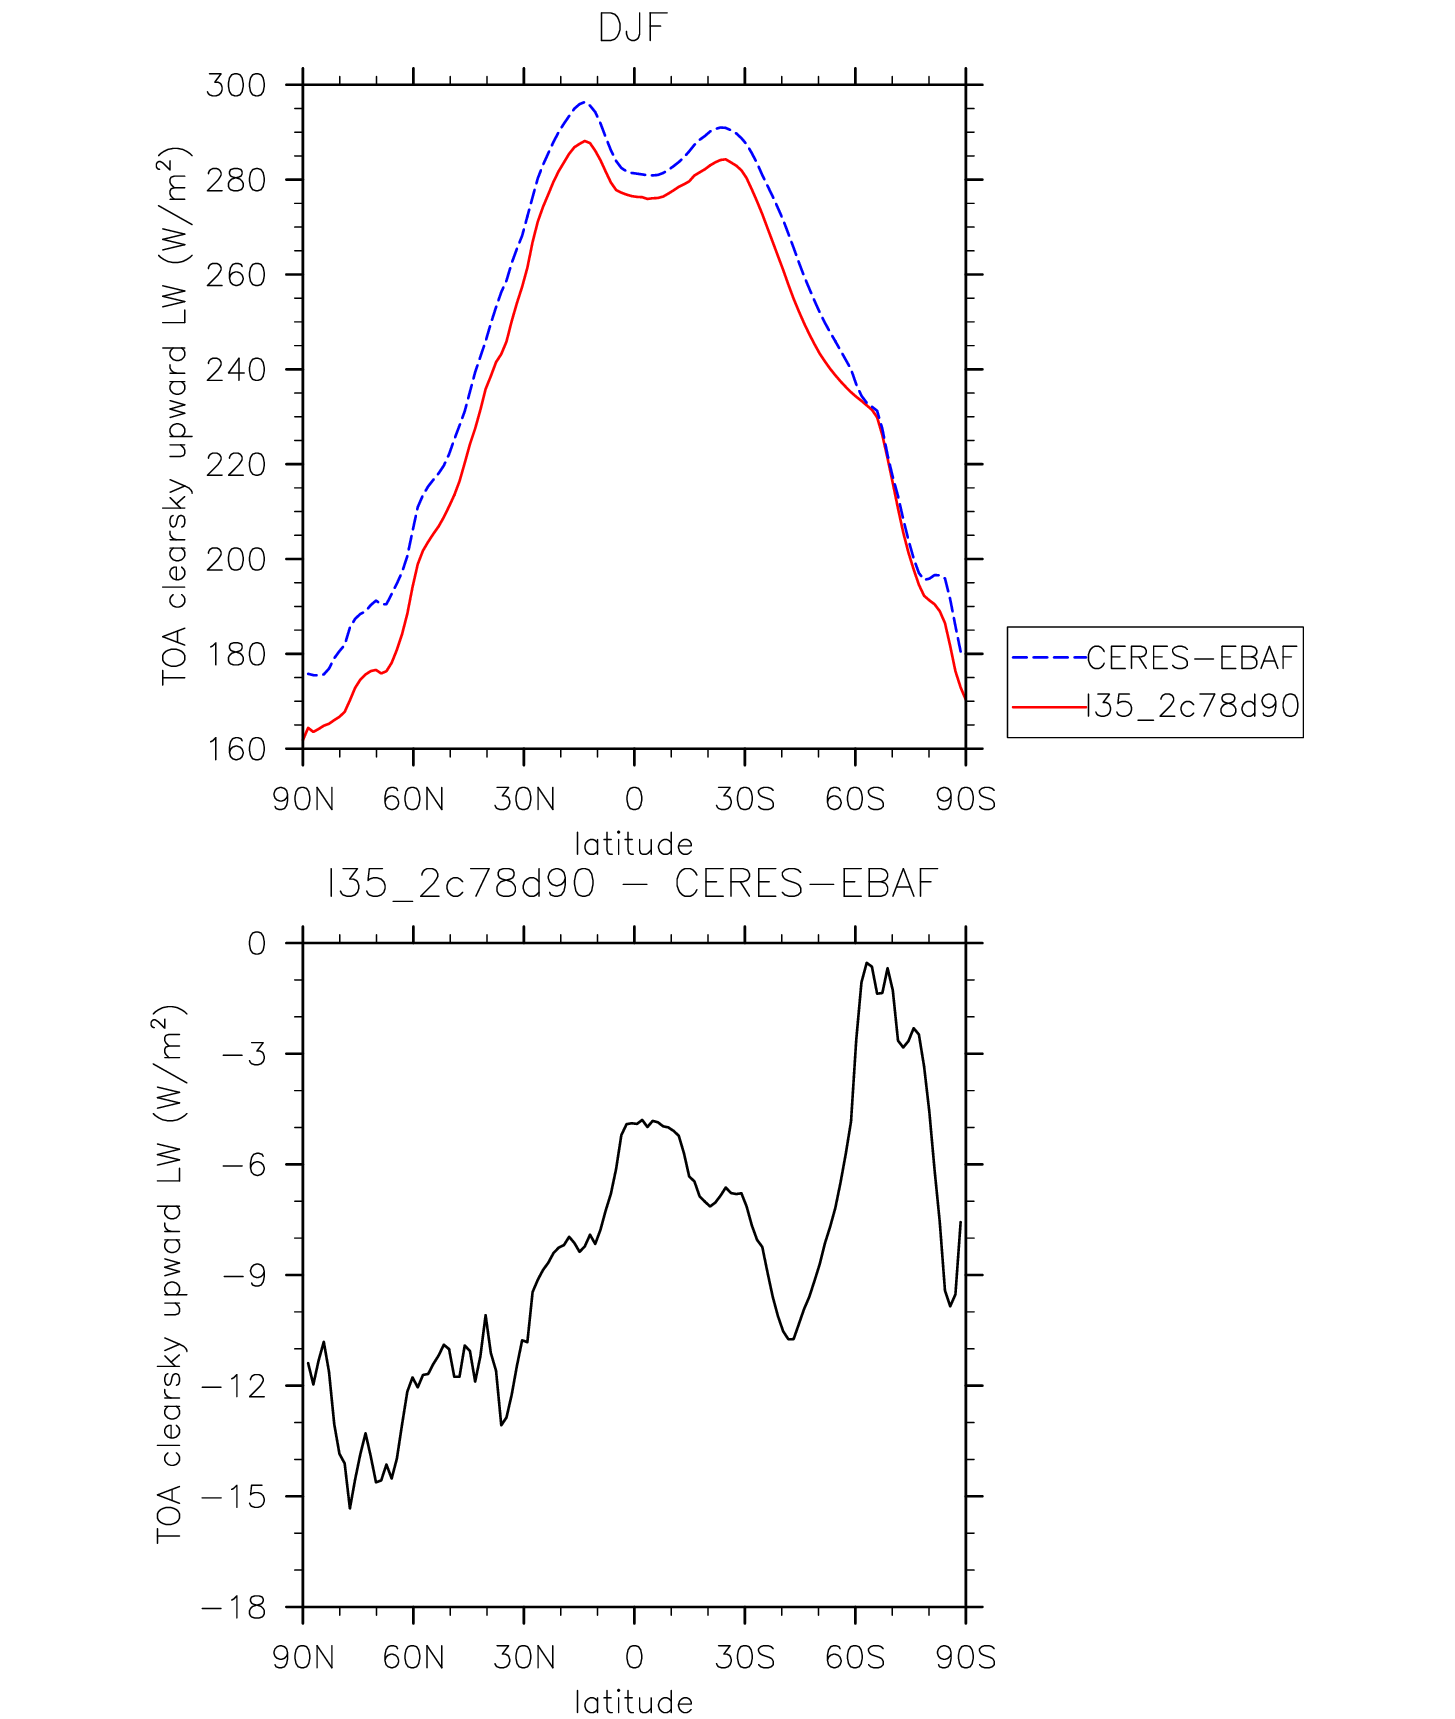 DJF
TOA clearsky upward LW (W/m²)
300
280
260
240
220
200
180
160
90N 60N 30N 0 30S 60S 90S
latitude
CERES-EBAF
I35_2c78d90
I35_2c78d90 - CERES-EBAF
TOA clearsky upward LW (W/m²)
0
-3
-6
-9
-12
-15
-18
90N 60N 30N 0 30S 60S 90S
latitude